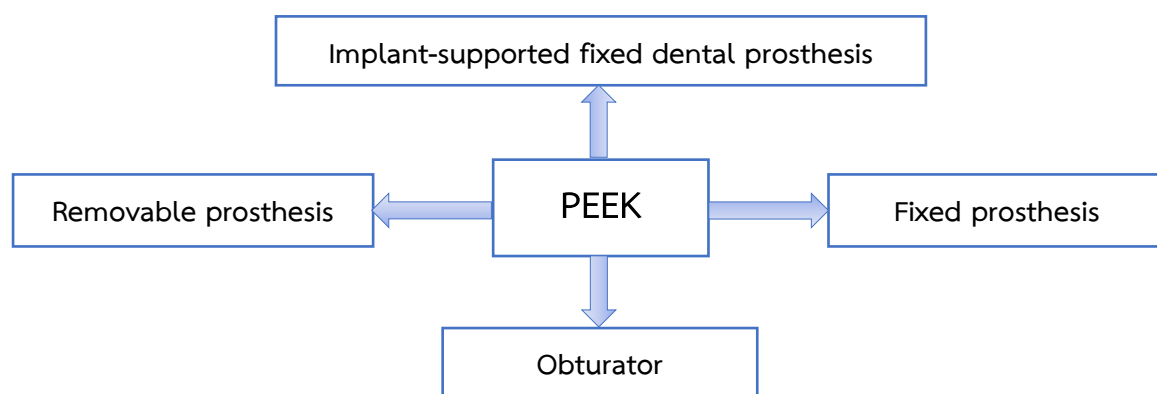 Implant-supported fixed dental prosthesis
Removable prosthesis
PEEK
Fixed prosthesis
Obturator